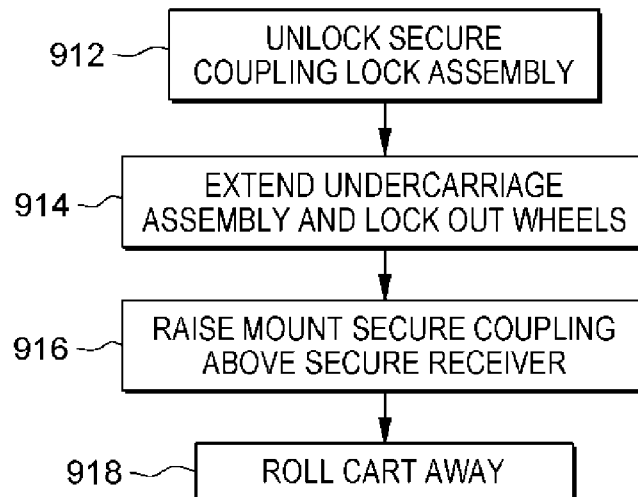 912
UNLOCK SECURE
COUPLING LOCK ASSEMBLY
914
EXTEND UNDERCARRIAGE
ASSEMBLY AND LOCK OUT WHEELS
916
RAISE MOUNT SECURE COUPLING
ABOVE SECURE RECEIVER
918
ROLL CART AWAY